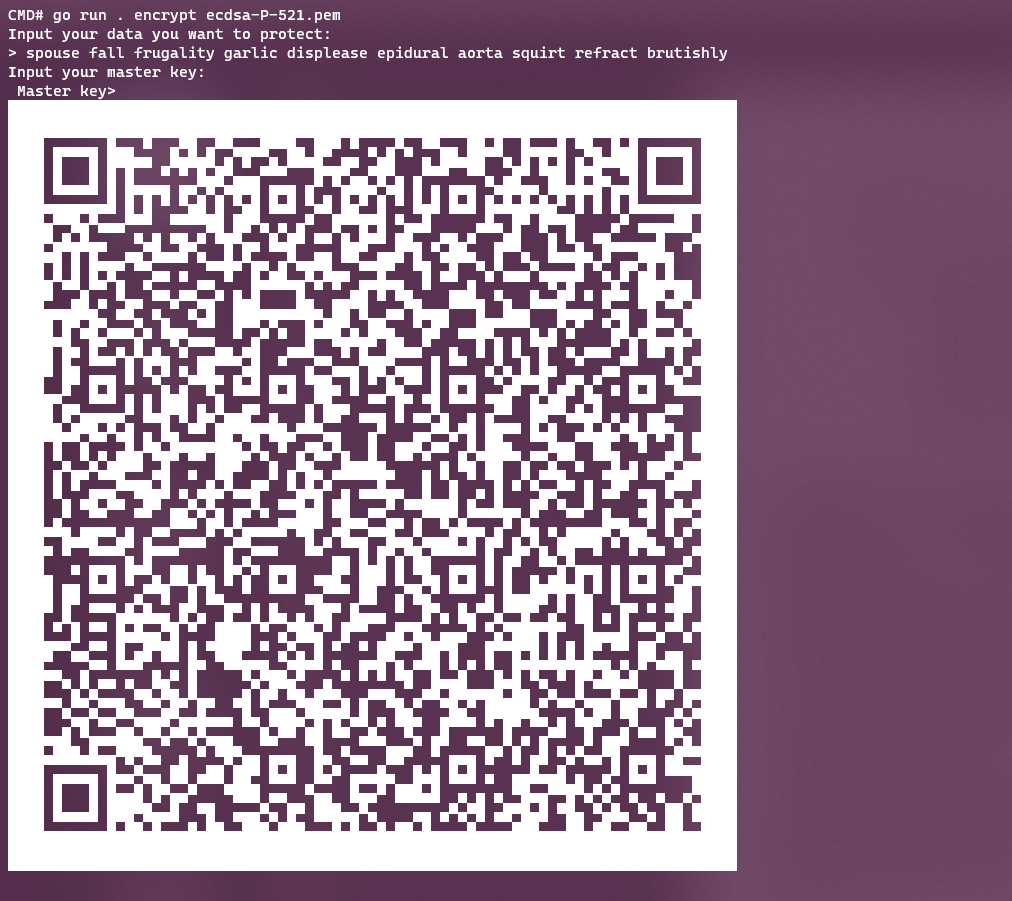 CMD# go run . encrypt ecdsa-P-521.pem
Input your data you want to protect:
> spouse fall frugality garlic displease epidural aorta squirt refract brutishly
Input your master key:
Master key>